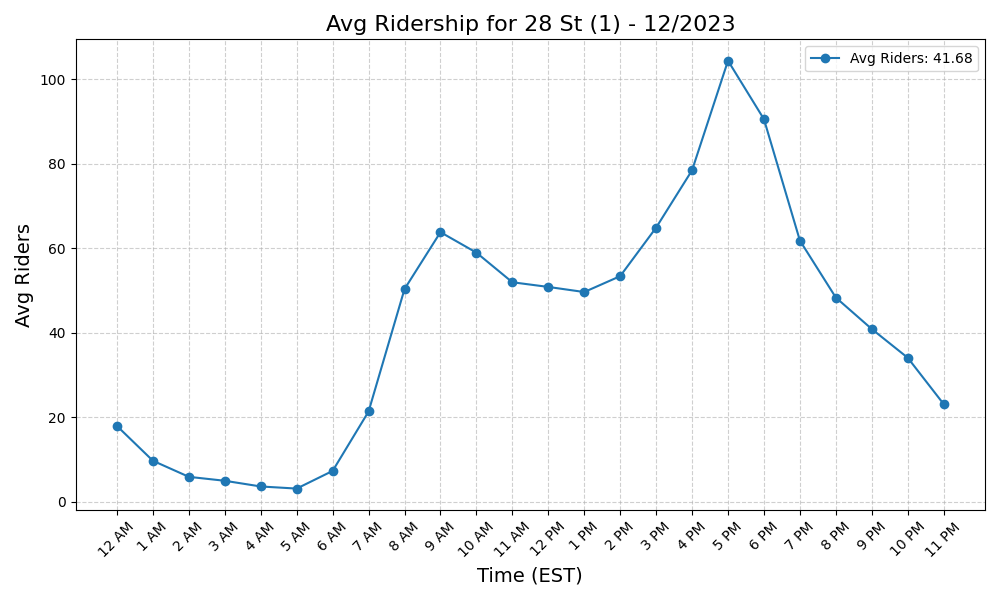 Avg Ridership for 28 St (1) - 12/2023
Avg Riders: 41.68
Avg Riders
100
80
60
40
20
0
12 AM
1 AM
2 AM
3 AM
4 AM
5 AM
6 AM
7 AM
8 AM
9 AM
10 AM
11 AM
12 PM
1 PM
2 PM
3 PM
4 PM
5 PM
6 PM
7 PM
8 PM
9 PM
10 PM
11 PM
Time (EST)